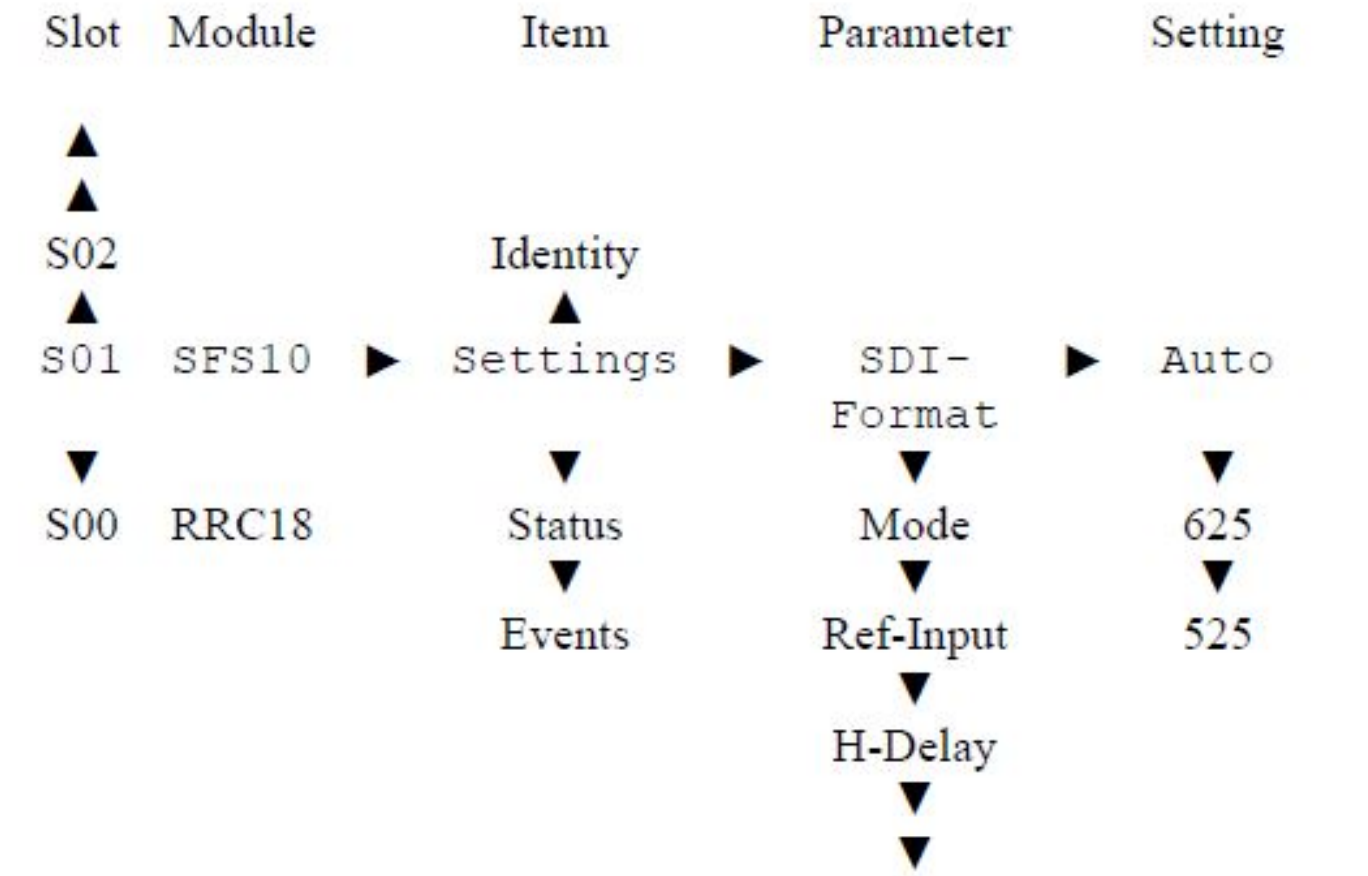 Slot Module Item Parameter Setting
▲
▲
S02 Identity
▲ ▲
S01 SFS10 ► Settings ► SDI- ► Auto
Format
▼ ▼ ▼ ▼
S00 RRC18 Status Mode 625
▼ ▼ ▼
Events Ref-Input 525
▼
H-Delay
▼
▼